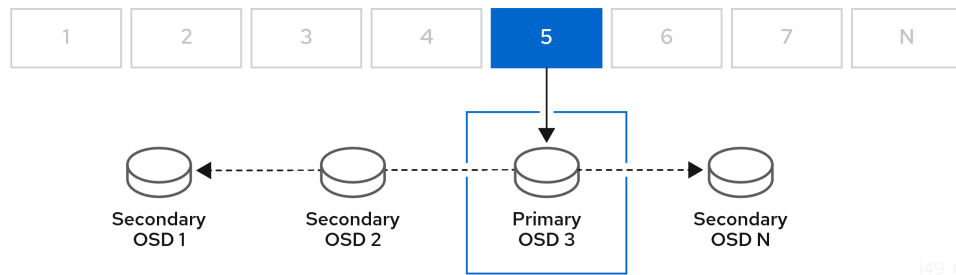 1 2 3 4 5 6 7 N
Secondary Secondary Primary Secondary
OSD 1 OSD 2 OSD 3 OSD N